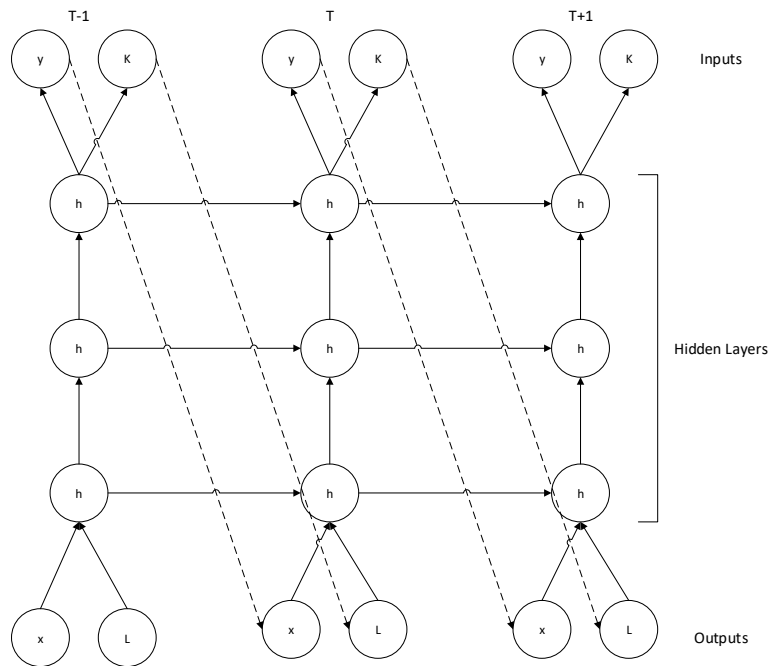 T-1 T T+1
y K y K y K Inputs
h h h
h h h Hidden Layers
h h h
x L x L x L Outputs